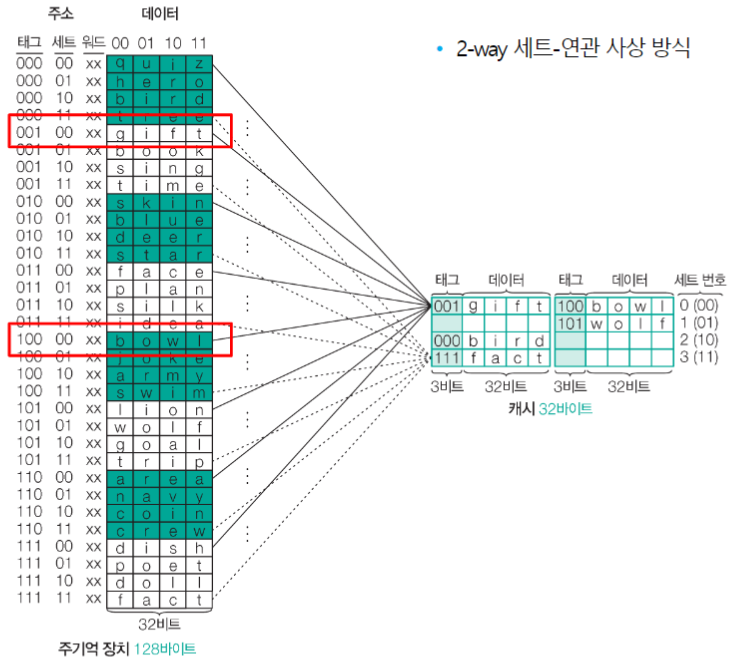 주소 데이터
• 2-way 세트-연관 사상 방식
태그 세트 워드 00 01 10 11
000 00 xx q u i z
000 01 xx h e r o
000 10 xx b i r d
000 11 xx t r e e
001 00 xx g i f t
001 01 xx b o o k
001 10 xx s i n g
001 11 xx t i m e
010 00 xx s k i n
010 01 xx b l u e
010 10 xx d e e r
010 11 xx s t a r
011 00 xx f a c e
011 01 xx p l a n
011 10 xx s i l k
011 11 xx i d e a
100 00 xx b o w l
100 01 xx j o k e
100 10 xx a r m y
100 11 xx s w i m
101 00 xx l i o n
101 01 xx w o l f
101 10 xx g o a l
101 11 xx t r i p
110 00 xx a r e a
110 01 xx n a v y
110 10 xx c o i n
110 11 xx c r e w
111 00 xx d i s h
111 01 xx p o e t
111 10 xx d o l l
111 11 xx f a c t
32비트
주기억 장치 128바이트
태그 데이터 태그 데이터 세트 번호
001 g i f t 100 b o w l 0 (00)
101 w o l f 1 (01)
000 b i r d 2 (10)
111 f a c t 3 (11)
3비트 32비트 3비트 32비트
캐시 32바이트